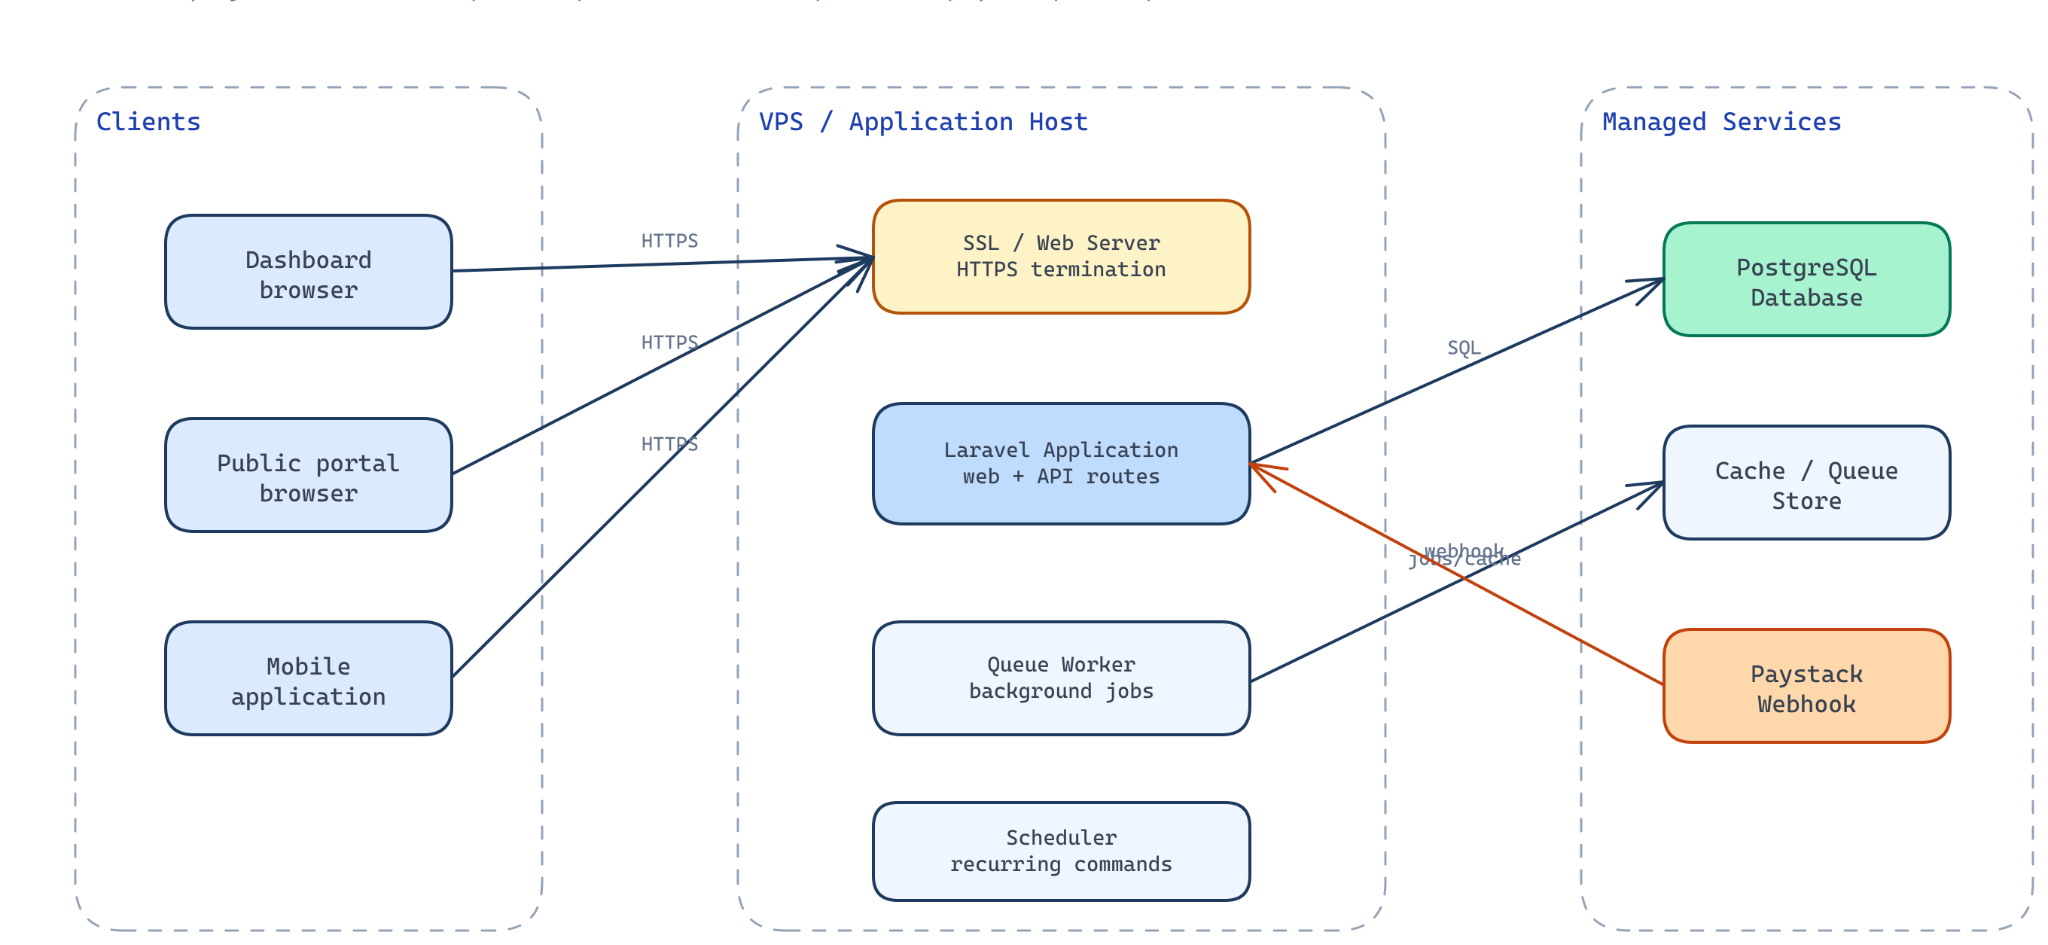 Clients
Dashboard
browser
Public portal
browser
Mobile
application
HTTPS
HTTPS
HTTPS
VPS / Application Host
SSL / Web Server
HTTPS termination
Laravel Application
web + API routes
Queue Worker
background jobs
Scheduler
recurring commands
SQL
webhook
jobs/cache
Managed Services
PostgreSQL
Database
Cache / Queue
Store
Paystack
Webhook